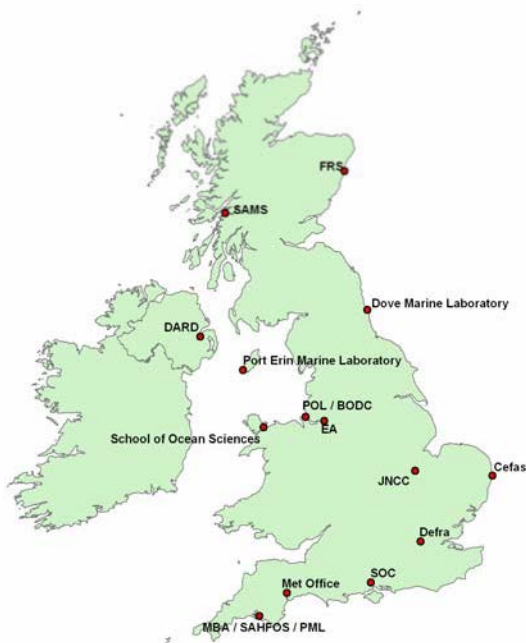 FRS
SAMS
Dove Marine Laboratory
DARD
Port Erin Marine Laboratory
POL / BODC
EA
School of Ocean Sciences
Cefas
JNCC
Defra
SOC
Met Office
MBA / SAHFOS / PML